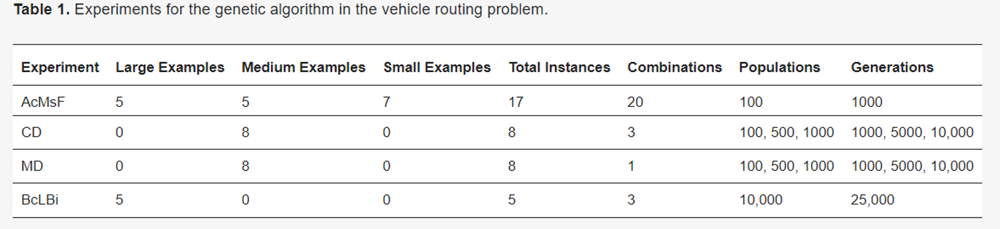 Table 1. Experiments for the genetic algorithm in the vehicle routing problem.
Experiment Large Examples Medium Examples Small Examples Total Instances Combinations Populations Generations
AcMsF 5 5 7 17 20 100 1000
CD 0 8 0 8 3 100, 500, 1000 1000, 5000, 10,000
MD 0 8 0 8 1 100, 500, 1000 1000, 5000, 10,000
BcLBi 5 0 0 5 3 10,000 25,000